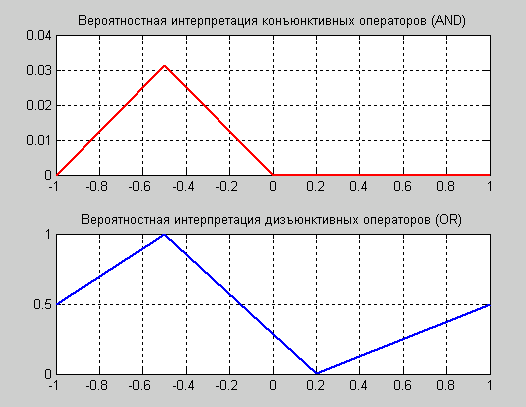 Вероятностная интерпретация конъюнктивных операторов (AND)
0.04
0.03
0.02
0.01
0
-1 -0.8 -0.6 -0.4 -0.2 0 0.2 0.4 0.6 0.8 1
Вероятностная интерпретация дизъюнктивных операторов (OR)
1
0.5
0
-1 -0.8 -0.6 -0.4 -0.2 0 0.2 0.4 0.6 0.8 1